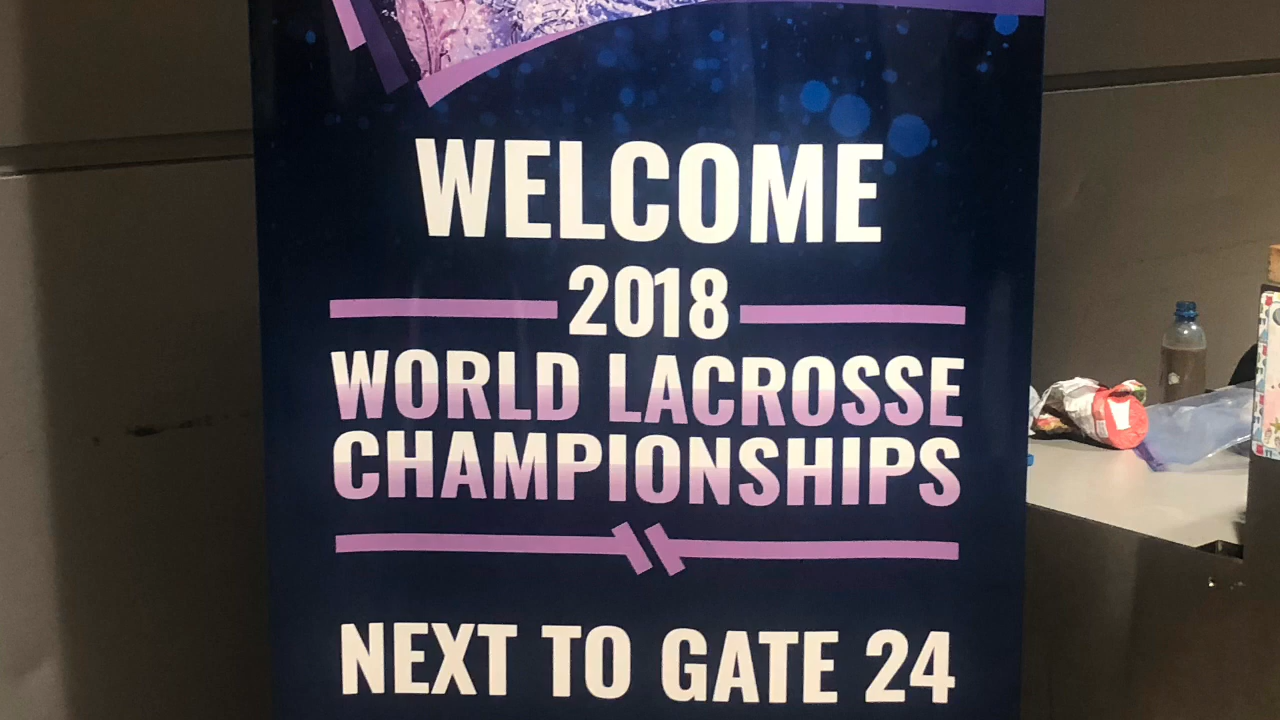 WELCOME
2018
WORLD LACROSSE
CHAMPIONSHIPS
NEXT TO GATE 24